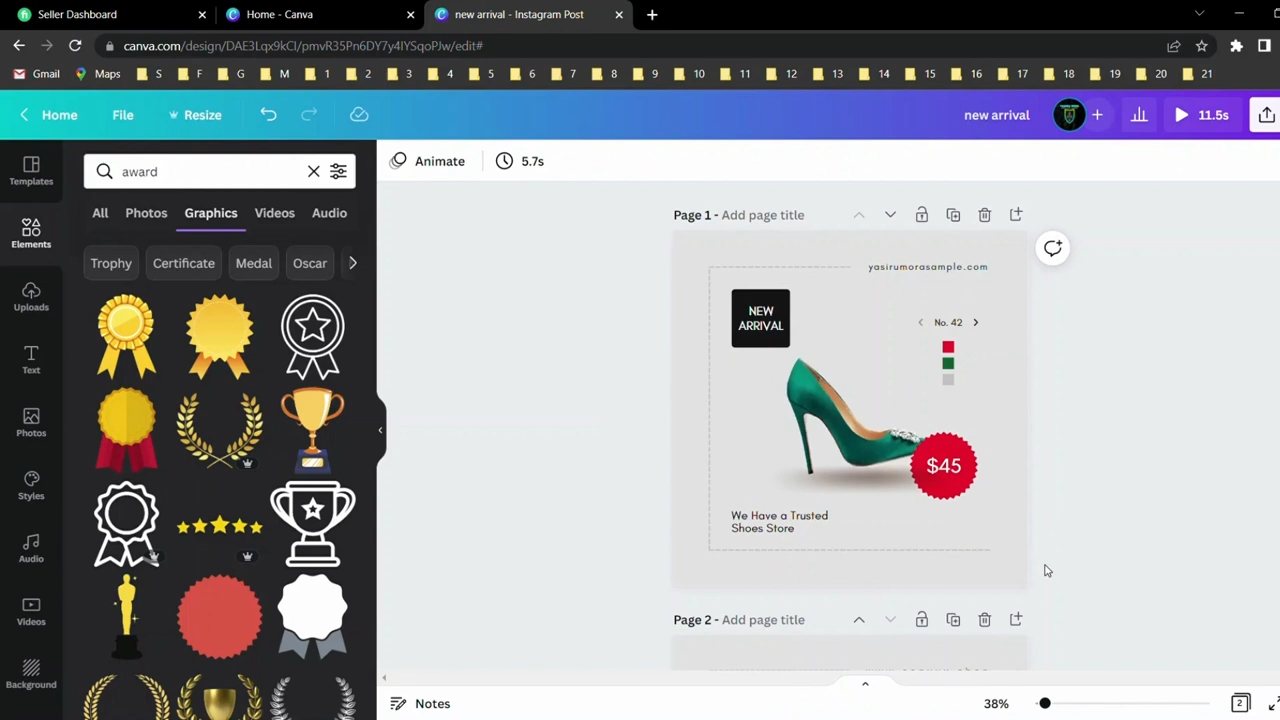 Seller Dashboard
Home - Canva
new arrival - Instagram Post
canva.com/design/DAE3Lqx9kCI/pmvR35Pn6DY7y4IYSqoPJw/edit#
Gmail Maps S F G M 1 2 3 4 5 6 7 8 9 10 11 12 13 14 15 16 17 18 19 20 21
Home File Resize new arrival 11.5s
Templates
Elements
Uploads
Text
Photos
Styles
Audio
Videos
Background
award
All Photos Graphics Videos Audio
Trophy Certificate Medal Oscar
Animate 5.7s
Page 1 - Add page title
yasirumorasample.com
NEW
ARRIVAL
No. 42
$45
We Have a Trusted
Shoes Store
Page 2 - Add page title
Notes
38%
2